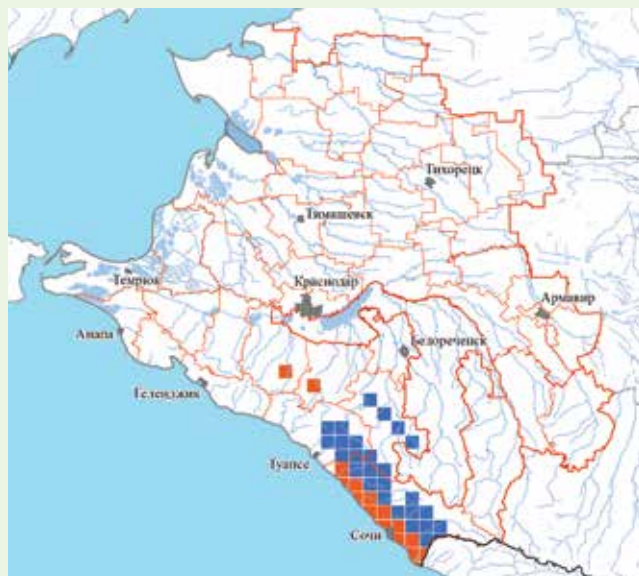 Тихорецк
Тимашевск
Темрюк
Краснодар
Армавир
Анапа
Белореченск
Геленджик
Туапсе
Сочи